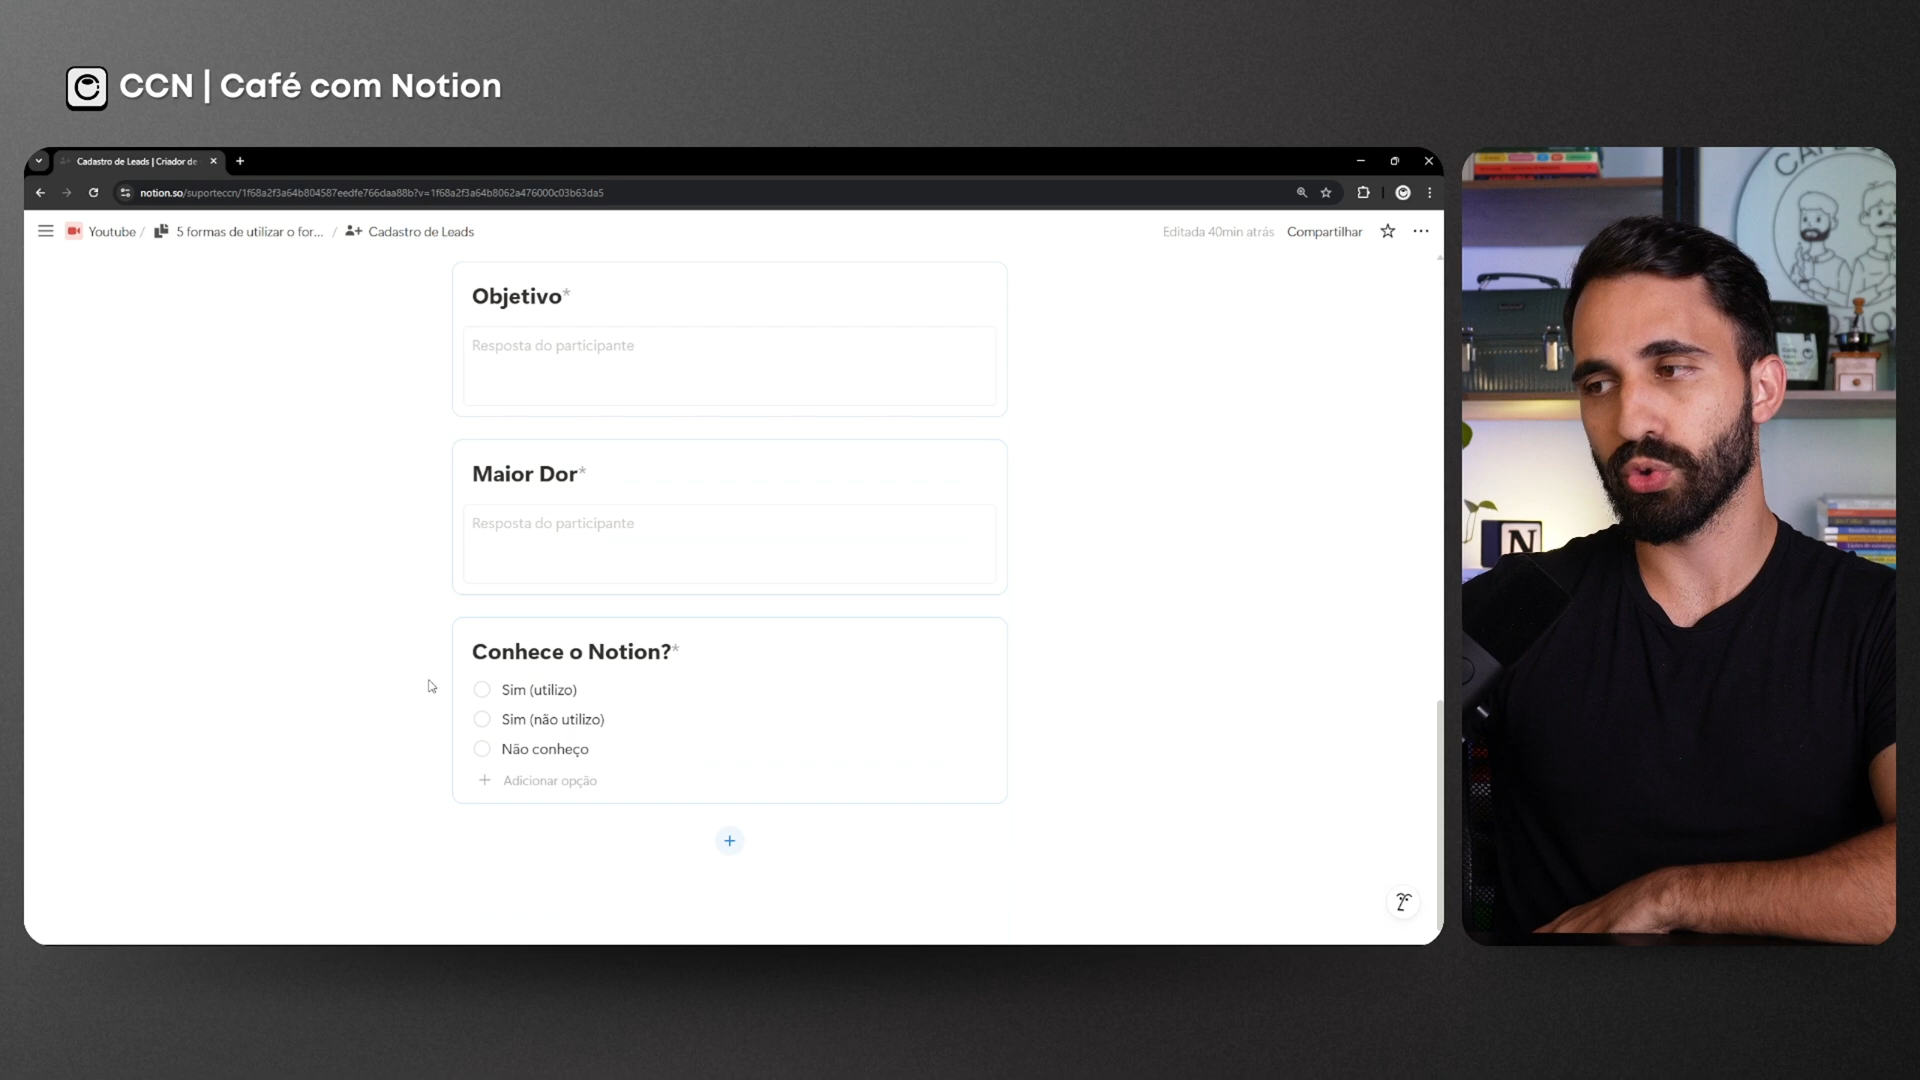 CCN | Café com Notion
Cadastro de Leads | Criador de
notion.so/suporteccn/1f68a2f3a64b804587eedfe766daa88b?v=1f68a2f3a64b8062a476000c03b63da5
Youtube / 5 formas de utilizar o for... / Cadastro de Leads
Editada 40min atrás Compartilhar
Objetivo*
Resposta do participante
Maior Dor*
Resposta do participante
Conhece o Notion?*
Sim (utilizo)
Sim (não utilizo)
Não conheço
Adicionar opção
N